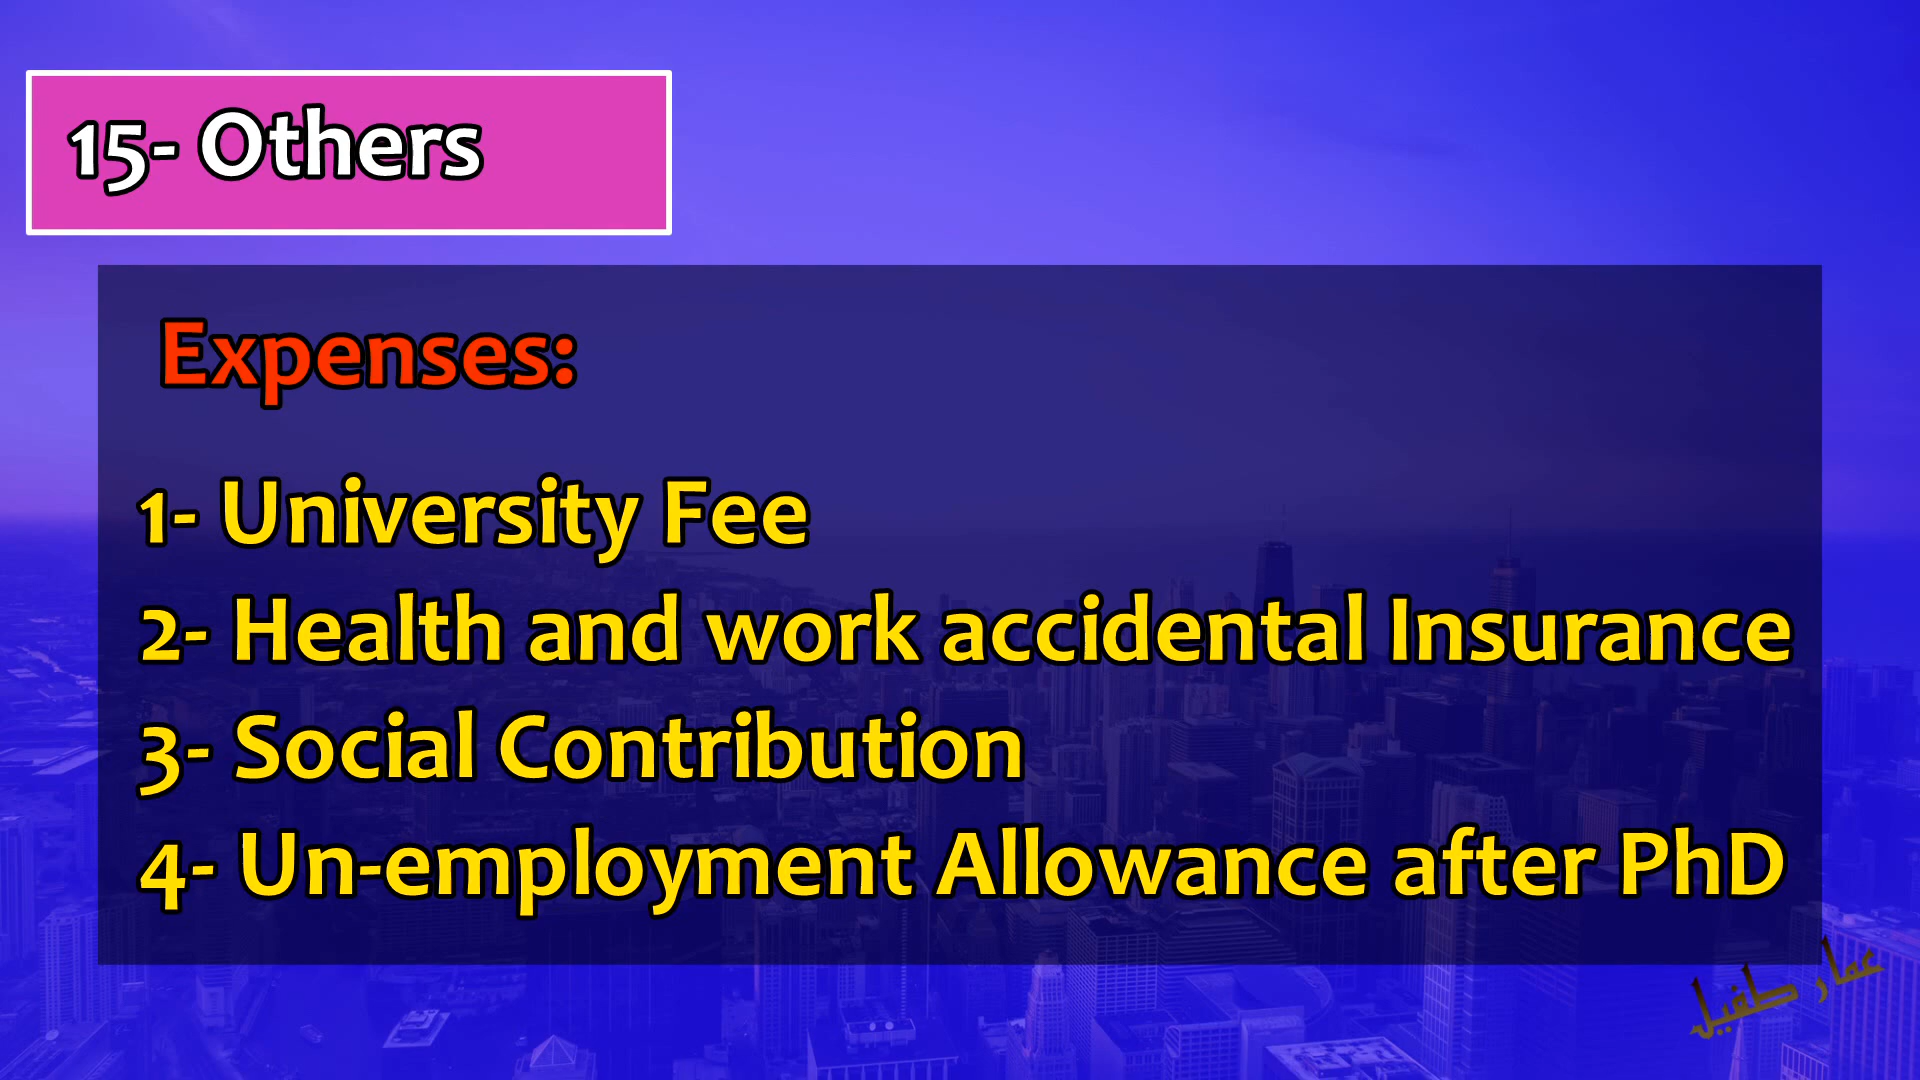 15- Others
Expenses:
1- University Fee
2- Health and work accidental Insurance
3- Social Contribution
4- Un-employment Allowance after PhD
عمار طفیل